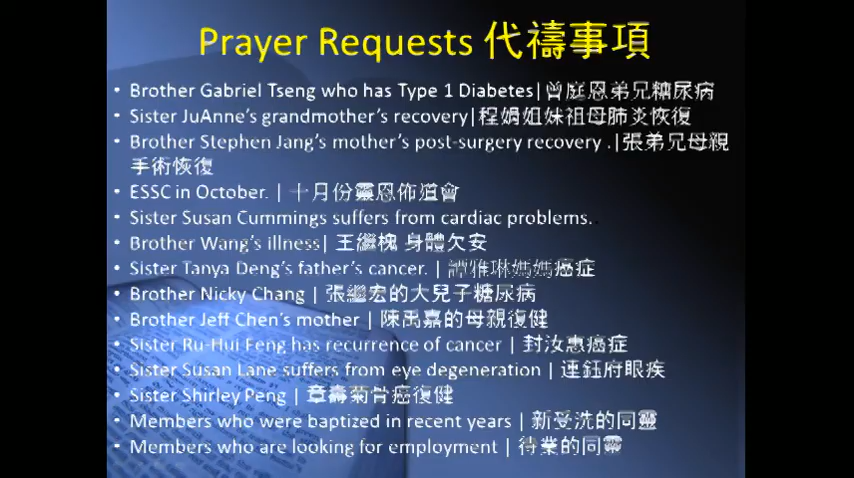 Prayer Requests 代禱事項
• Brother Gabriel Tseng who has Type 1 Diabetes|曾庭恩弟兄糖尿病
• Sister JuAnne's grandmother's recovery|程娟姐妹祖母肺炎恢復
• Brother Stephen Jang's mother's post-surgery recovery .|張弟兄母親
手術恢復
• ESSC in October. | 十月份靈恩佈道會
• Sister Susan Cummings suffers from cardiac problems.
• Brother Wang's illness| 王繼槐 身體欠安
• Sister Tanya Deng's father's cancer. | 譚雅琳媽媽癌症
• Brother Nicky Chang | 張繼宏的大兒子糖尿病
• Brother Jeff Chen's mother | 陳禹嘉的母親復健
• Sister Ru-Hui Feng has recurrence of cancer | 封汝惠癌症
• Sister Susan Lane suffers from eye degeneration | 連鈺府眼疾
• Sister Shirley Peng | 章壽菊骨癌復健
• Members who were baptized in recent years | 新受洗的同靈
• Members who are looking for employment | 待業的同靈